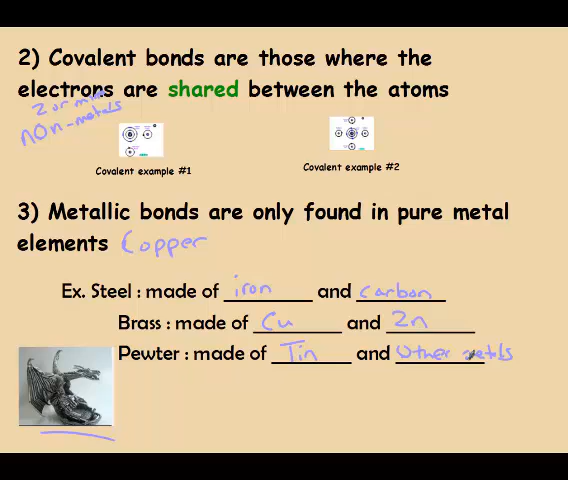 2) Covalent bonds are those where the
electrons are shared between the atoms
2 or more
non-metals
Covalent example #1
Covalent example #2
3) Metallic bonds are only found in pure metal
elements Copper
Ex. Steel : made of iron and carbon
Brass : made of Cu and Zn
Pewter : made of Tin and Other metals